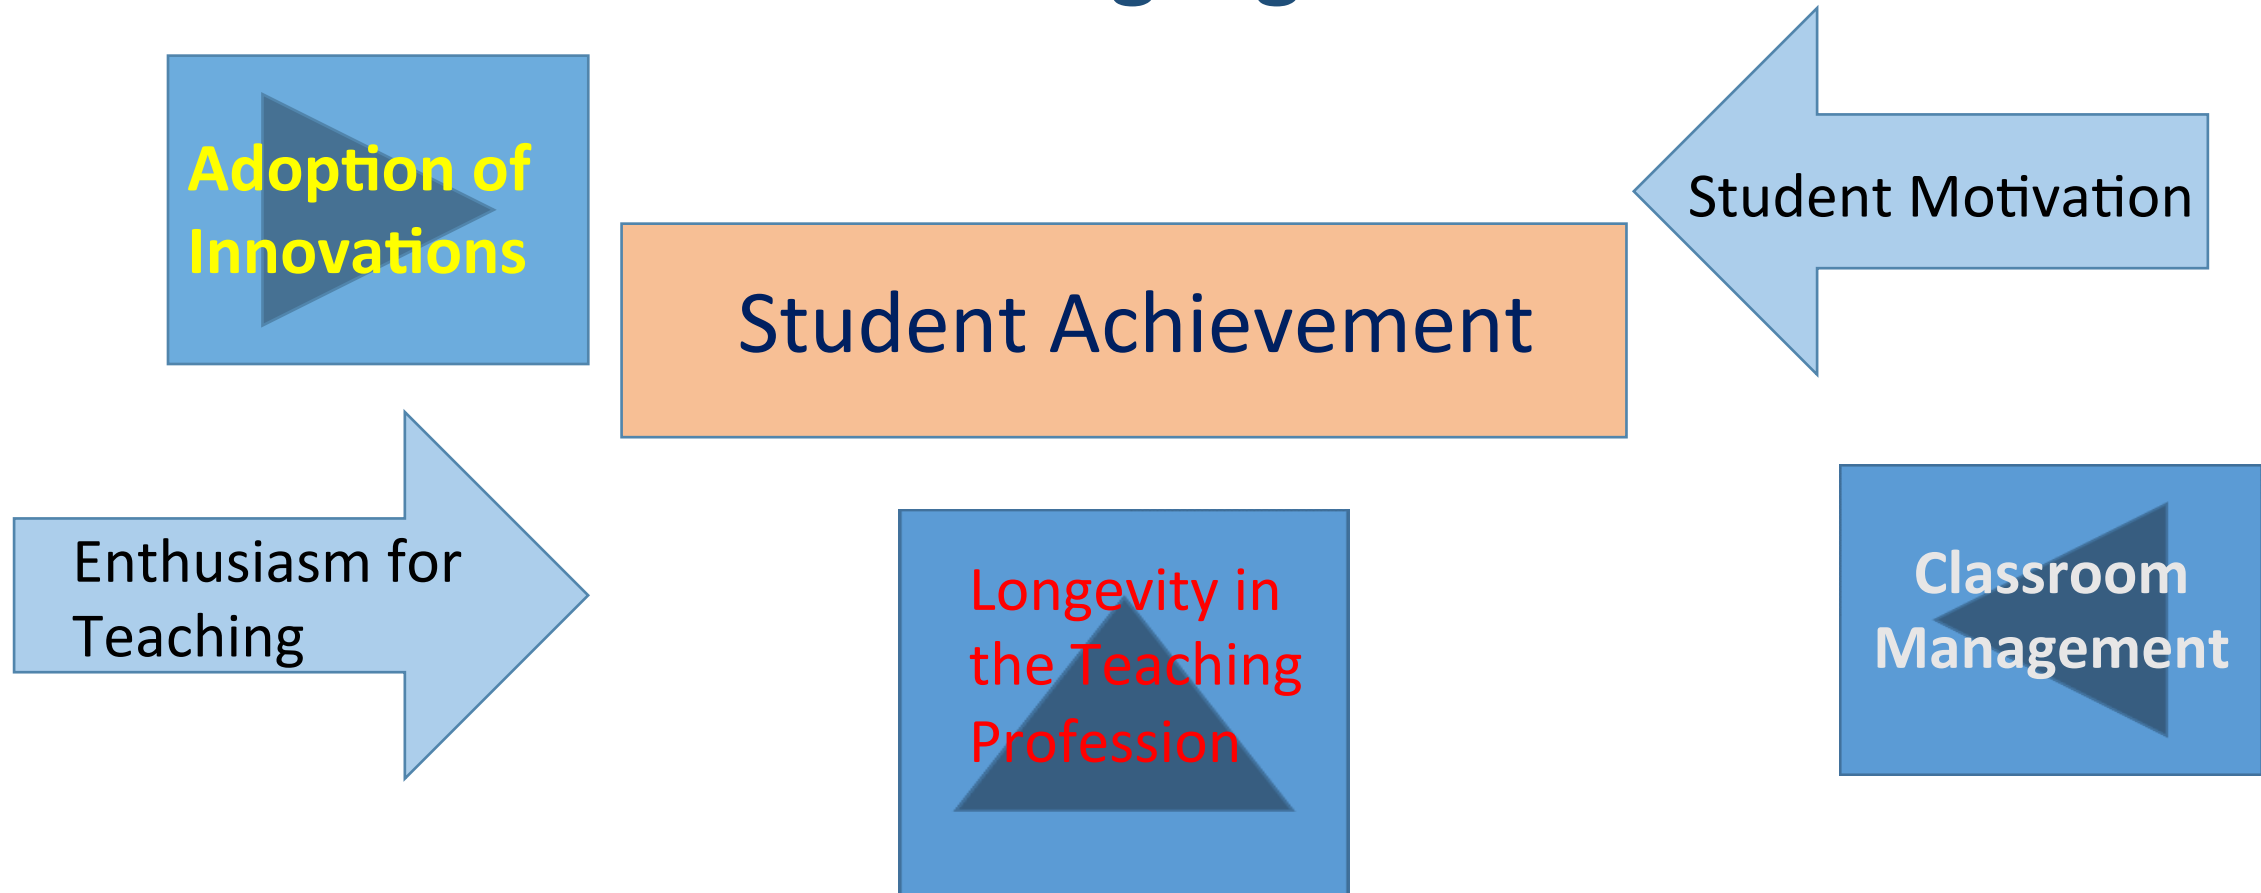 Adoption of
Innovations
Student Motivation
Student Achievement
Enthusiasm for
Teaching
Longevity in
the Teaching
Profession
Classroom
Management